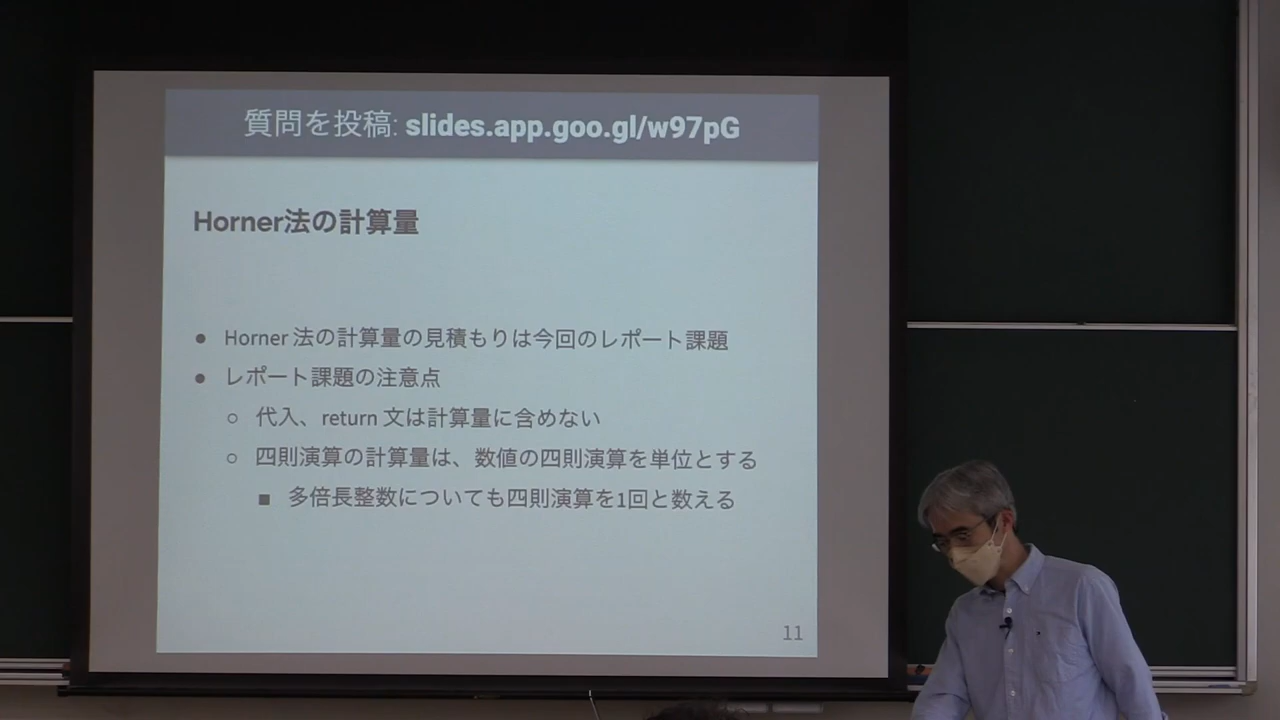 質問を投稿: slides.app.goo.gl/w97pG
Horner法の計算量
● Horner 法の計算量の見積もりは今回のレポート課題
● レポート課題の注意点
○ 代入、return 文は計算量に含めない
○ 四則演算の計算量は、数値の四則演算を単位とする
■ 多倍長整数についても四則演算を1回と数える
11